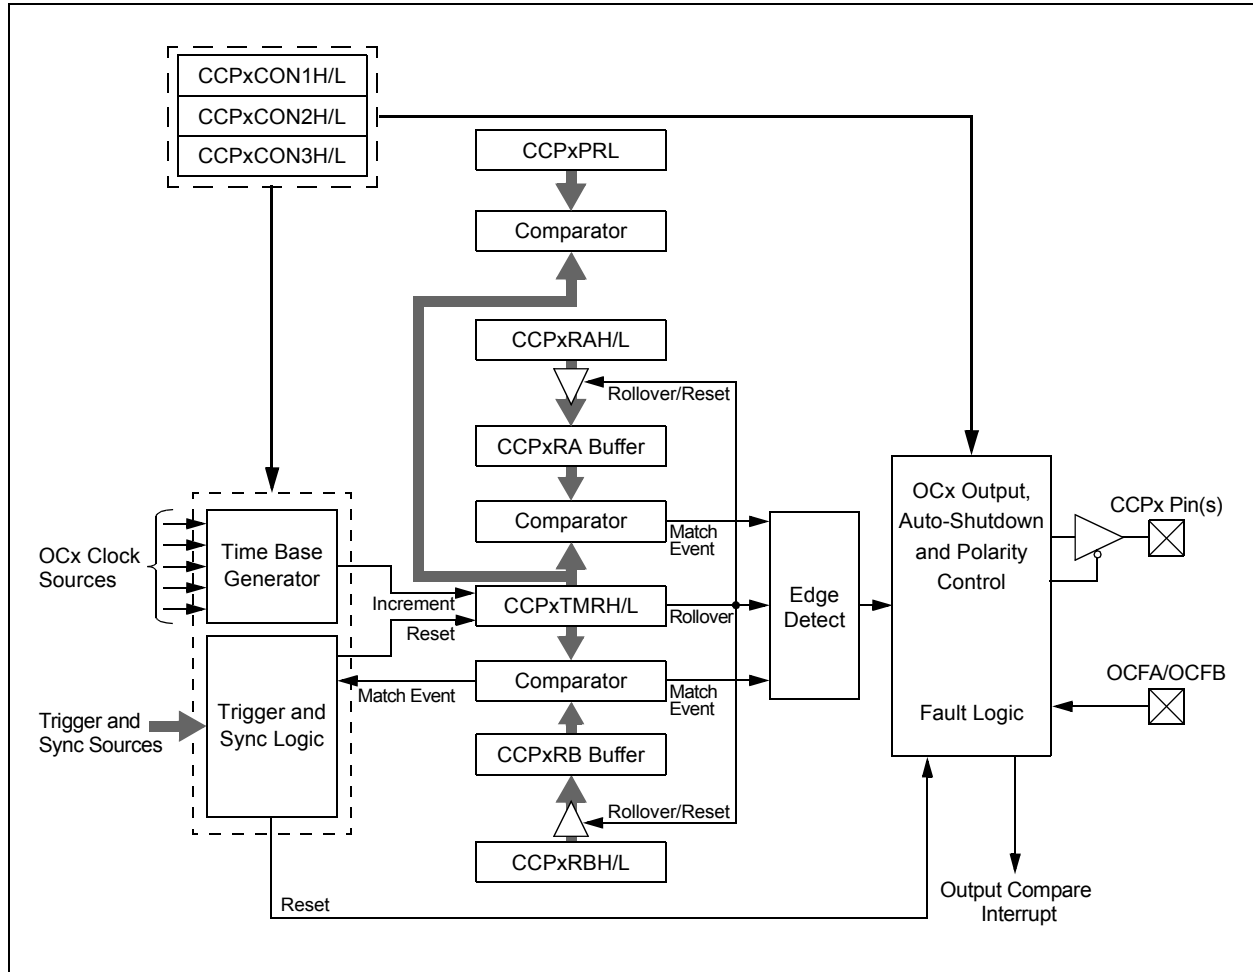 CCPxCON1H/L
CCPxCON2H/L
CCPxCON3H/L
CCPxPRL
Comparator
CCPxRAH/L
Rollover/Reset
CCPxRA Buffer
Comparator
Match
Event
OCx Clock
Sources
Time Base
Generator
Increment
Reset
CCPxTMRH/L
Rollover
Edge
Detect
OCx Output,
Auto-Shutdown
and Polarity
Control
Fault Logic
CCPx Pin(s)
OCFA/OCFB
Trigger and
Sync Sources
Trigger and
Sync Logic
Match Event
Comparator
Match
Event
CCPxRB Buffer
Rollover/Reset
CCPxRBH/L
Reset
Output Compare
Interrupt